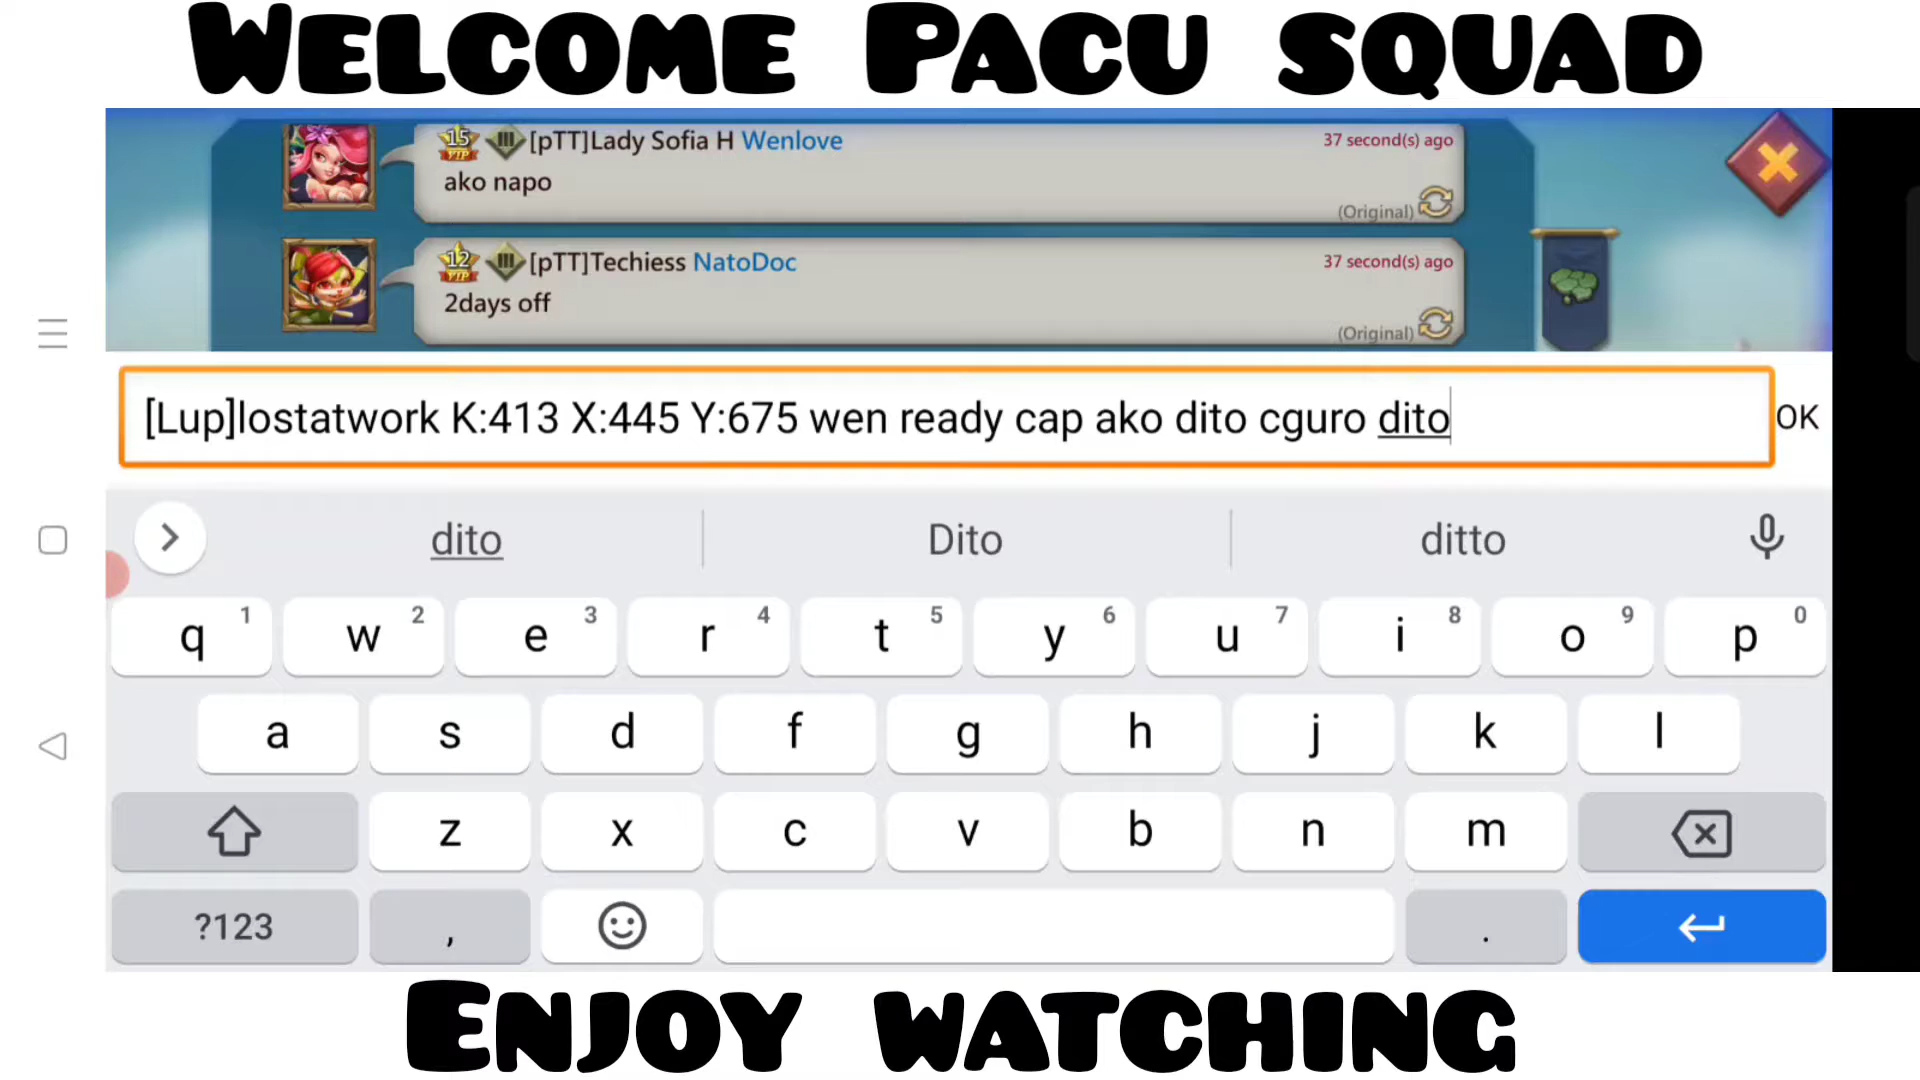 WELCOME PACU SQUAD
15 VIP III [pTT]Lady Sofia H Wenlove 37 second(s) ago
ako napo
(Original)
12 VIP III [pTT]Techiess NatoDoc 37 second(s) ago
2days off
(Original)
[Lup]lostatwork K:413 X:445 Y:675 wen ready cap ako dito cguro dito OK
dito Dito ditto
q 1 w 2 e 3 r 4 t 5 y 6 u 7 i 8 o 9 p 0
a s d f g h j k l
z x c v b n m
?123 , .
ENJOY WATCHING